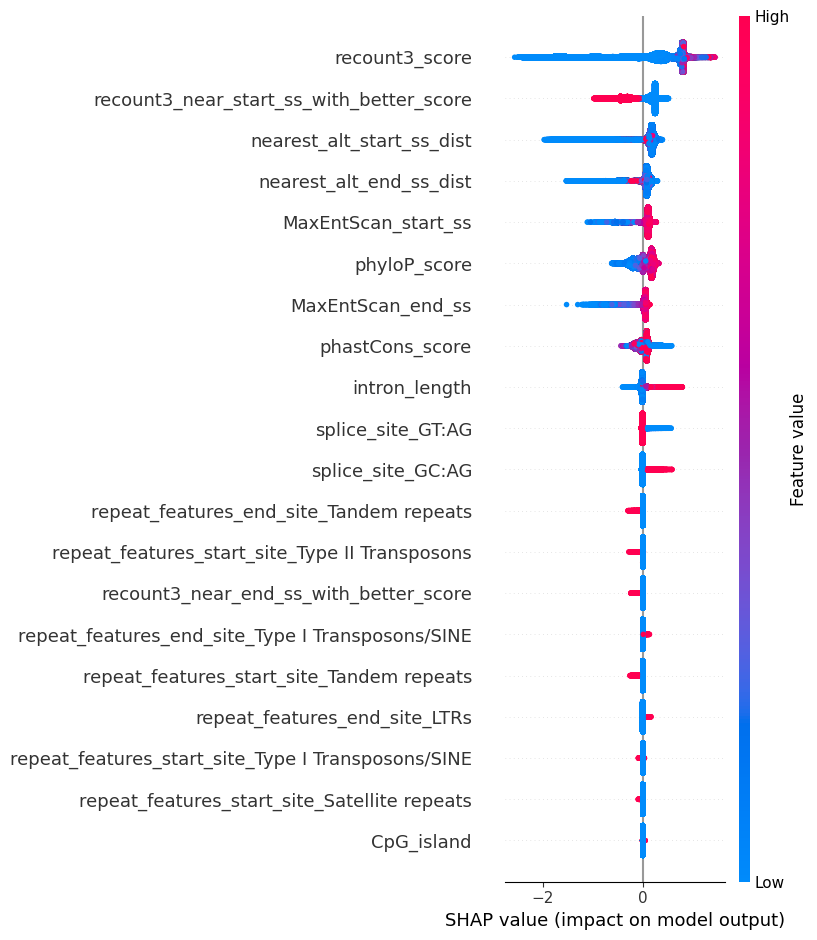 High
recount3_score
recount3_near_start_ss_with_better_score
nearest_alt_start_ss_dist
nearest_alt_end_ss_dist
MaxEntScan_start_ss
phyloP_score
MaxEntScan_end_ss
phastCons_score
intron_length
splice_site_GT:AG
splice_site_GC:AG
repeat_features_end_site_Tandem repeats
repeat_features_start_site_Type II Transposons
recount3_near_end_ss_with_better_score
repeat_features_end_site_Type I Transposons/SINE
repeat_features_start_site_Tandem repeats
repeat_features_end_site_LTRs
repeat_features_start_site_Type I Transposons/SINE
repeat_features_start_site_Satellite repeats
CpG_island
Feature value
Low
−2 0
SHAP value (impact on model output)